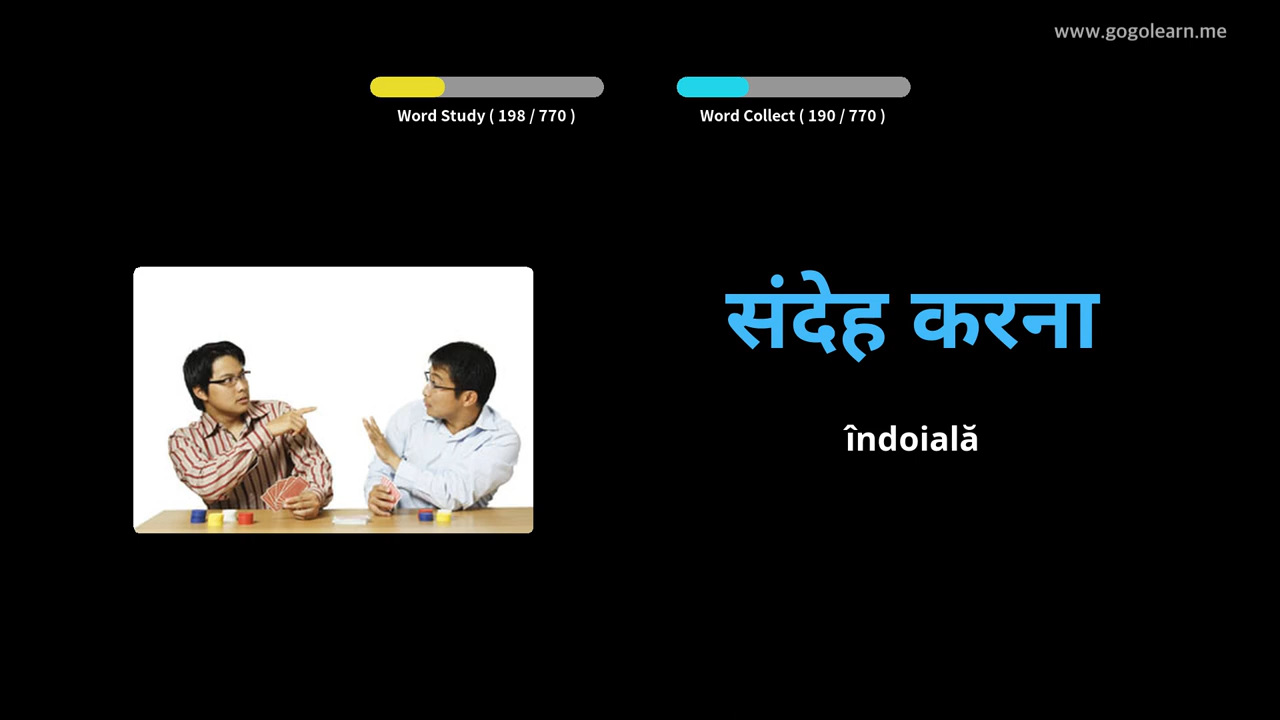 www.gogolearn.me
Word Study ( 198 / 770 )
Word Collect ( 190 / 770 )
संदेह करना
îndoială